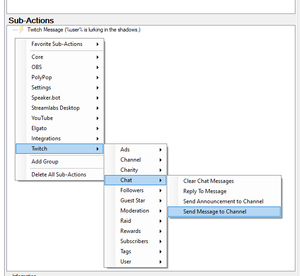 Sub-Actions
Twitch Message (%user% is lurking in the shadows.)
Favorite Sub-Actions
Core
OBS
PolyPop
Settings
Speaker.bot
Streamlabs Desktop
YouTube
Elgato
Integrations
Twitch
Add Group
Delete All Sub-Actions
Ads
Channel
Charity
Chat
Followers
Guest Star
Moderation
Raid
Rewards
Subscribers
Tags
User
Clear Chat Messages
Reply To Message
Send Announcement to Channel
Send Message to Channel